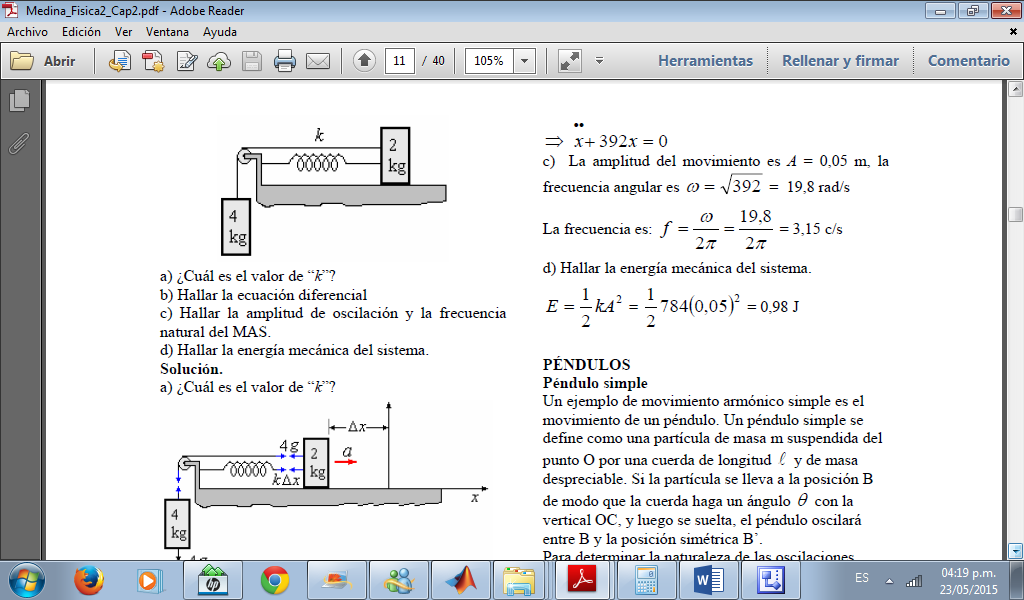 Medina_Fisica2_Cap2.pdf - Adobe Reader
Archivo Edición Ver Ventana Ayuda
Abrir 11 / 40 105% Herramientas Rellenar y firmar Comentario
k
2
kg
4
kg
a) ¿Cuál es el valor de “k”?
b) Hallar la ecuación diferencial
c) Hallar la amplitud de oscilación y la frecuencia
natural del MAS.
d) Hallar la energía mecánica del sistema.
Solución.
a) ¿Cuál es el valor de “k”?
Δx
4g
2
kg
a
kΔx
x
4
kg
⇒ ẍ + 392x = 0
c) La amplitud del movimiento es A = 0,05 m, la
frecuencia angular es ω = √392 = 19,8 rad/s
La frecuencia es: f = ω/2π = 19,8/2π = 3,15 c/s
d) Hallar la energía mecánica del sistema.
E = 1/2 kA² = 1/2 784(0,05)² = 0,98 J
PÉNDULOS
Péndulo simple
Un ejemplo de movimiento armónico simple es el
movimiento de un péndulo. Un péndulo simple se
define como una partícula de masa m suspendida del
punto O por una cuerda de longitud ℓ y de masa
despreciable. Si la partícula se lleva a la posición B
de modo que la cuerda haga un ángulo θ con la
vertical OC, y luego se suelta, el péndulo oscilará
entre B y la posición simétrica B’.
Para determinar la naturaleza de las oscilaciones
hp
ES
04:19 p.m.
23/05/2015